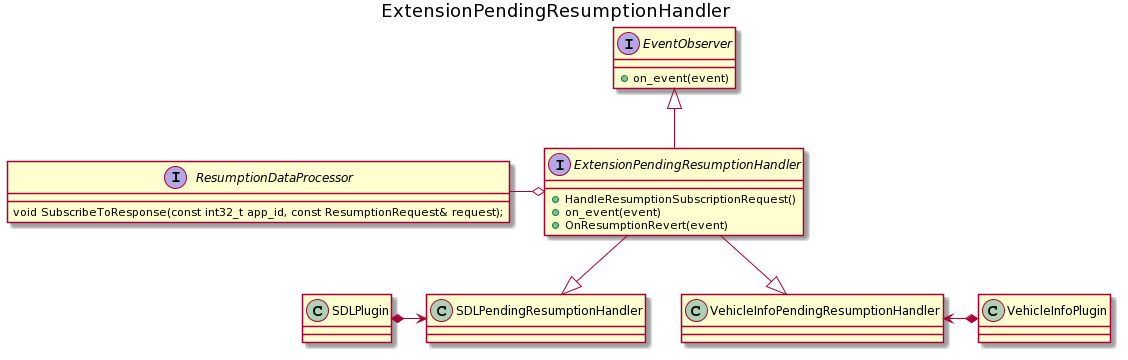 ExtensionPendingResumptionHandler
I EventObserver
on_event(event)
I ResumptionDataProcessor
void SubscribeToResponse(const int32_t app_id, const ResumptionRequest& request);
I ExtensionPendingResumptionHandler
HandleResumptionSubscriptionRequest()
on_event(event)
OnResumptionRevert(event)
C SDLPlugin
C SDLPendingResumptionHandler
C VehicleInfoPendingResumptionHandler
C VehicleInfoPlugin